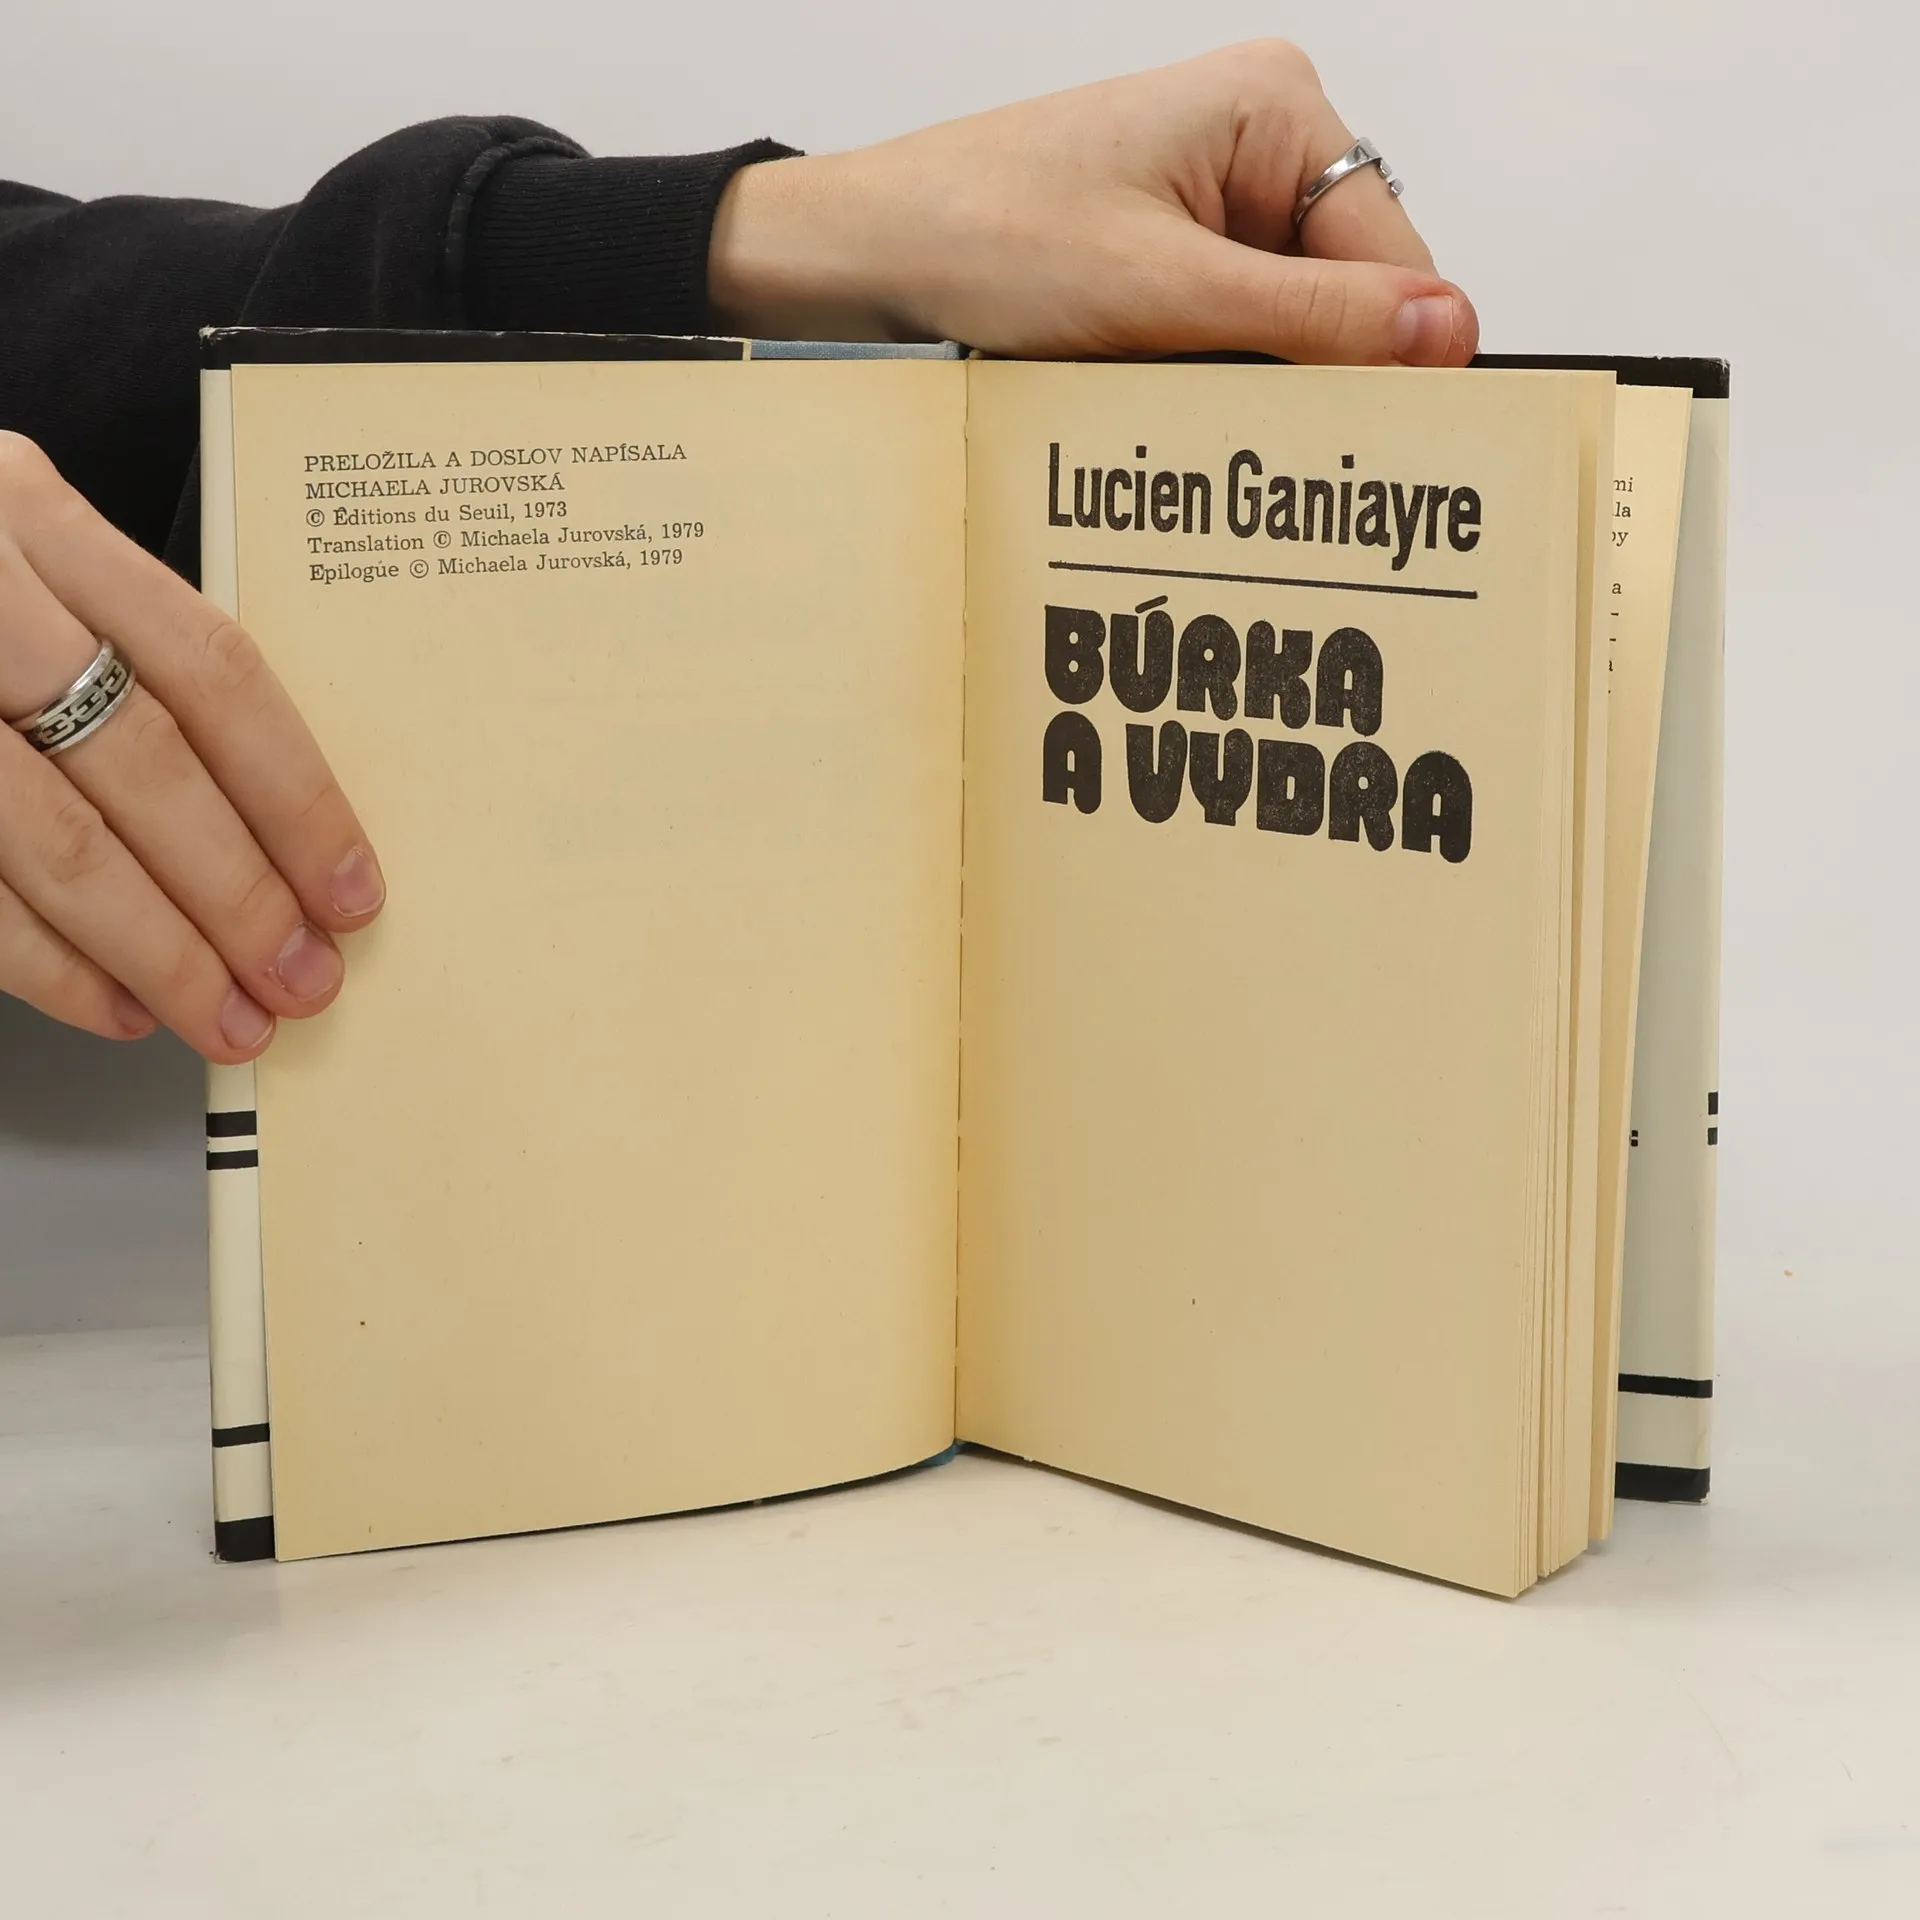 PRELOŽILA A DOSLOV NAPÍSALA
MICHAELA JUROVSKÁ
© Éditions du Seuil, 1973
Translation © Michaela Jurovská, 1979
Epilogúe © Michaela Jurovská, 1979
Lucien Ganiayre
BÚRKA
A VYDRA